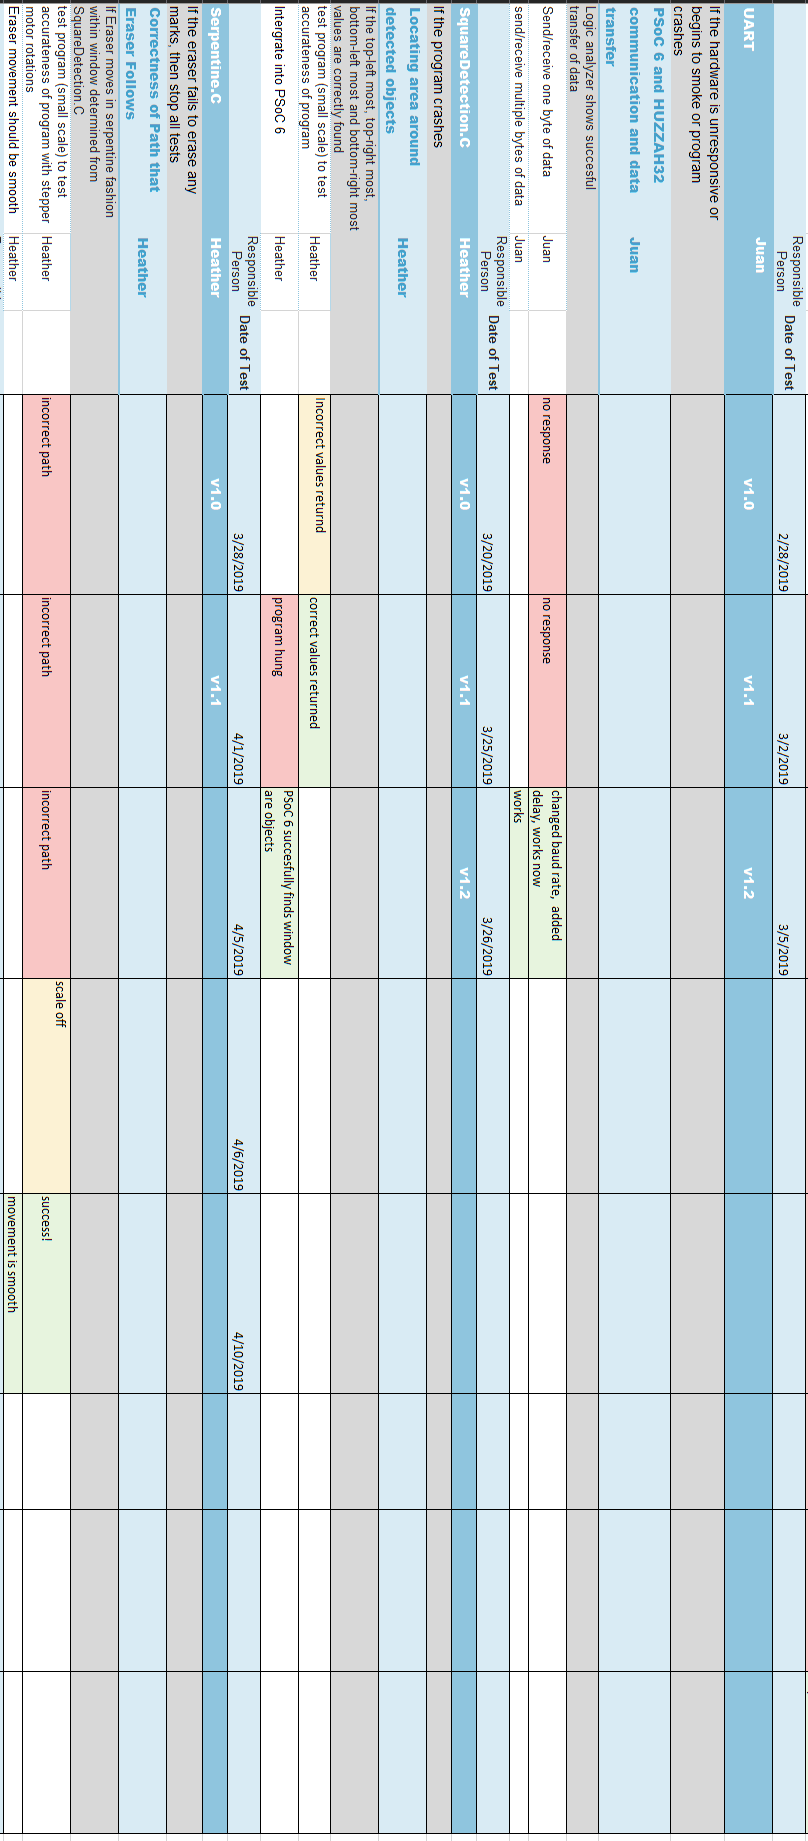 Responsible
Person
Date of Test
2/28/2019
3/2/2019
3/5/2019
UART
Juan
v1.0
v1.1
v1.2
If the hardware is unresponsive or
begins to smoke or program
crashes
PSoC 6 and HUZZAH32
communication and data
transfer
Juan
Logic analyzer shows succesful
transfer of data
Send/receive one byte of data
Juan
no response
no response
changed baud rate, added
delay, works now
send/receive multiple bytes of data
Juan
works
Responsible
Person
Date of Test
3/20/2019
3/25/2019
3/26/2019
SquareDetection.C
Heather
v1.0
v1.1
v1.2
If the program crashes
Locating area around
detected objects
Heather
If the top-left most, top-right most,
bottom-left most and bottom-right most
values are correctly found
test program (small scale) to test
accurateness of program
Heather
Incorrect values returnd
correct values returned
Intergrate into PSoC 6
Heather
program hung
PSoC 6 succesfully finds window
are objects
Responsible
Person
Date of Test
3/28/2019
4/1/2019
4/5/2019
4/6/2019
4/10/2019
Serpentine.C
Heather
v1.0
v1.1
If the eraser fails to erase any
marks, then stop all tests
Correctness of Path that
Eraser Follows
Heather
If Eraser moves in serpentine fashion
within window determined from
SquareDetection.C
test program (small scale) to test
accurateness of program with stepper
motor rotations
Heather
incorrect path
incorrect path
incorrect path
scale off
success!
Eraser movement should be smooth
Heather
movement is smooth